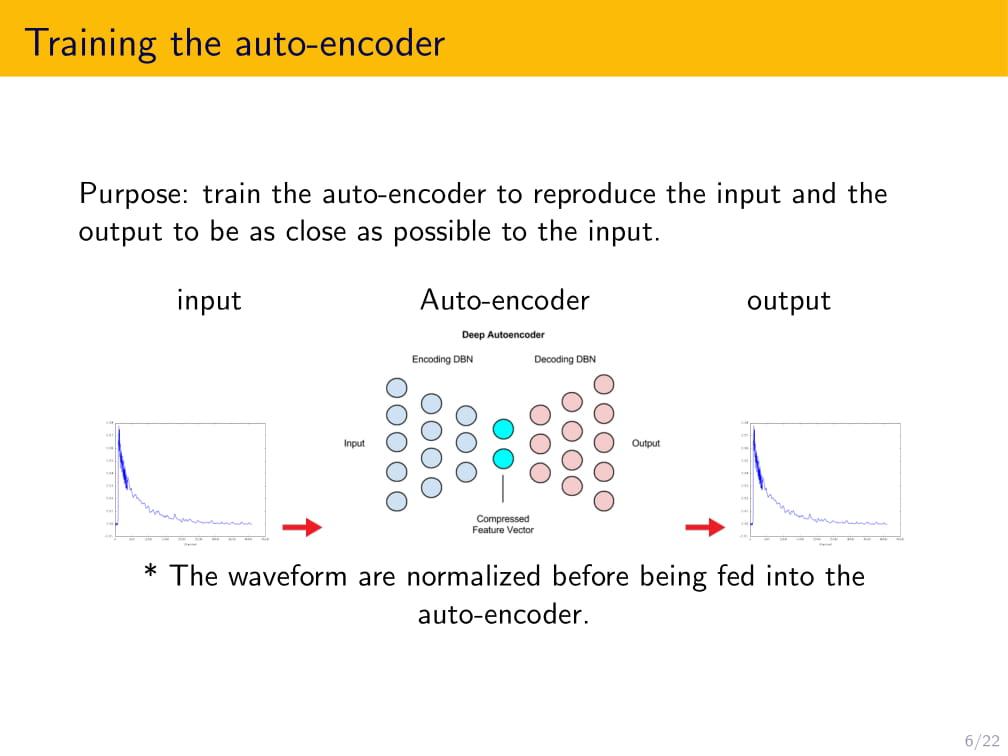 Training the auto-encoder
Purpose: train the auto-encoder to reproduce the input and the
output to be as close as possible to the input.
input
Auto-encoder
output
Deep Autoencoder
Encoding DBN
Decoding DBN
Input
Output
Compressed
Feature Vector
* The waveform are normalized before being fed into the
auto-encoder.
6/22